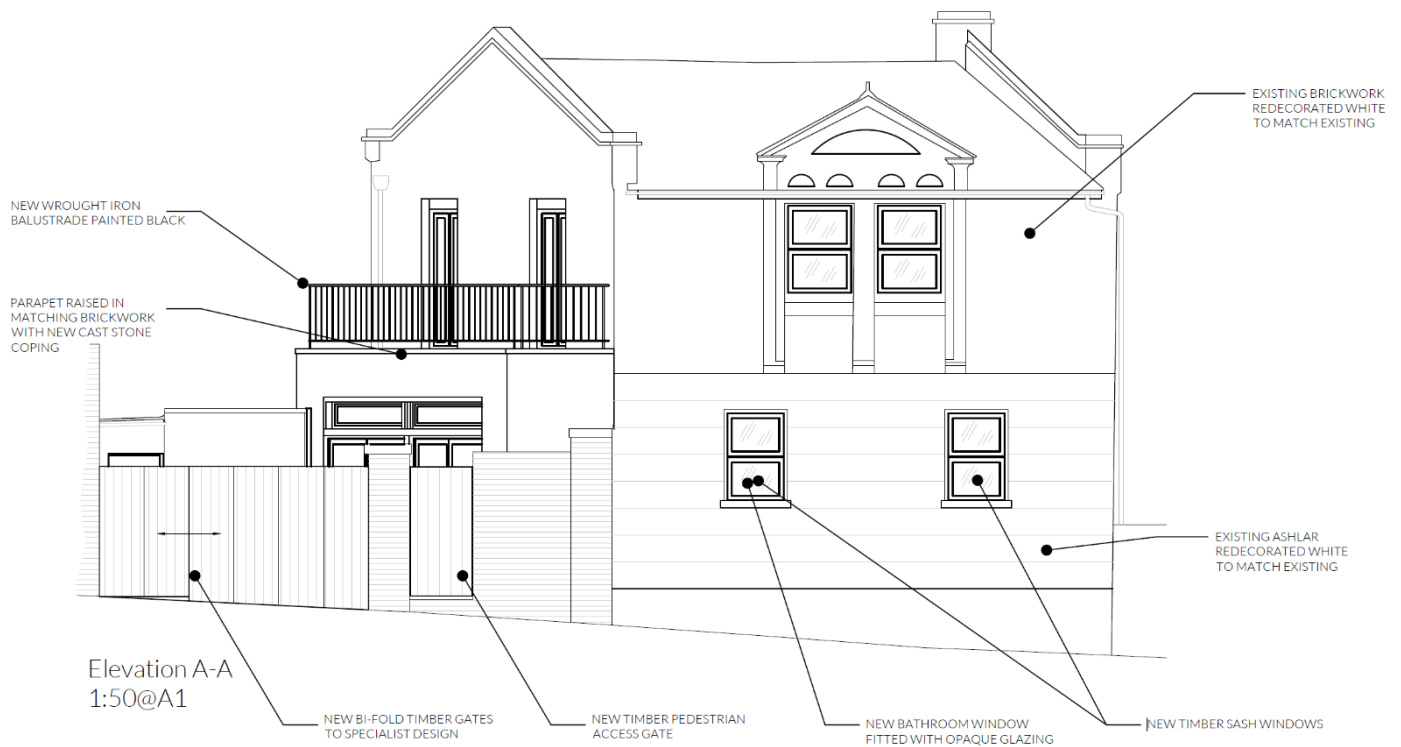 EXISTING BRICKWORK
REDECORATED WHITE
TO MATCH EXISTING
NEW WROUGHT IRON
BALUSTRADE PAINTED BLACK
PARAPET RAISED IN
MATCHING BRICKWORK
WITH NEW CAST STONE
COPING
EXISTING ASHLAR
REDECORATED WHITE
TO MATCH EXISTING
Elevation A-A
1:50@A1
NEW BI-FOLD TIMBER GATES
TO SPECIALIST DESIGN
NEW TIMBER PEDESTRIAN
ACCESS GATE
NEW BATHROOM WINDOW
FITTED WITH OPAQUE GLAZING
NEW TIMBER SASH WINDOWS